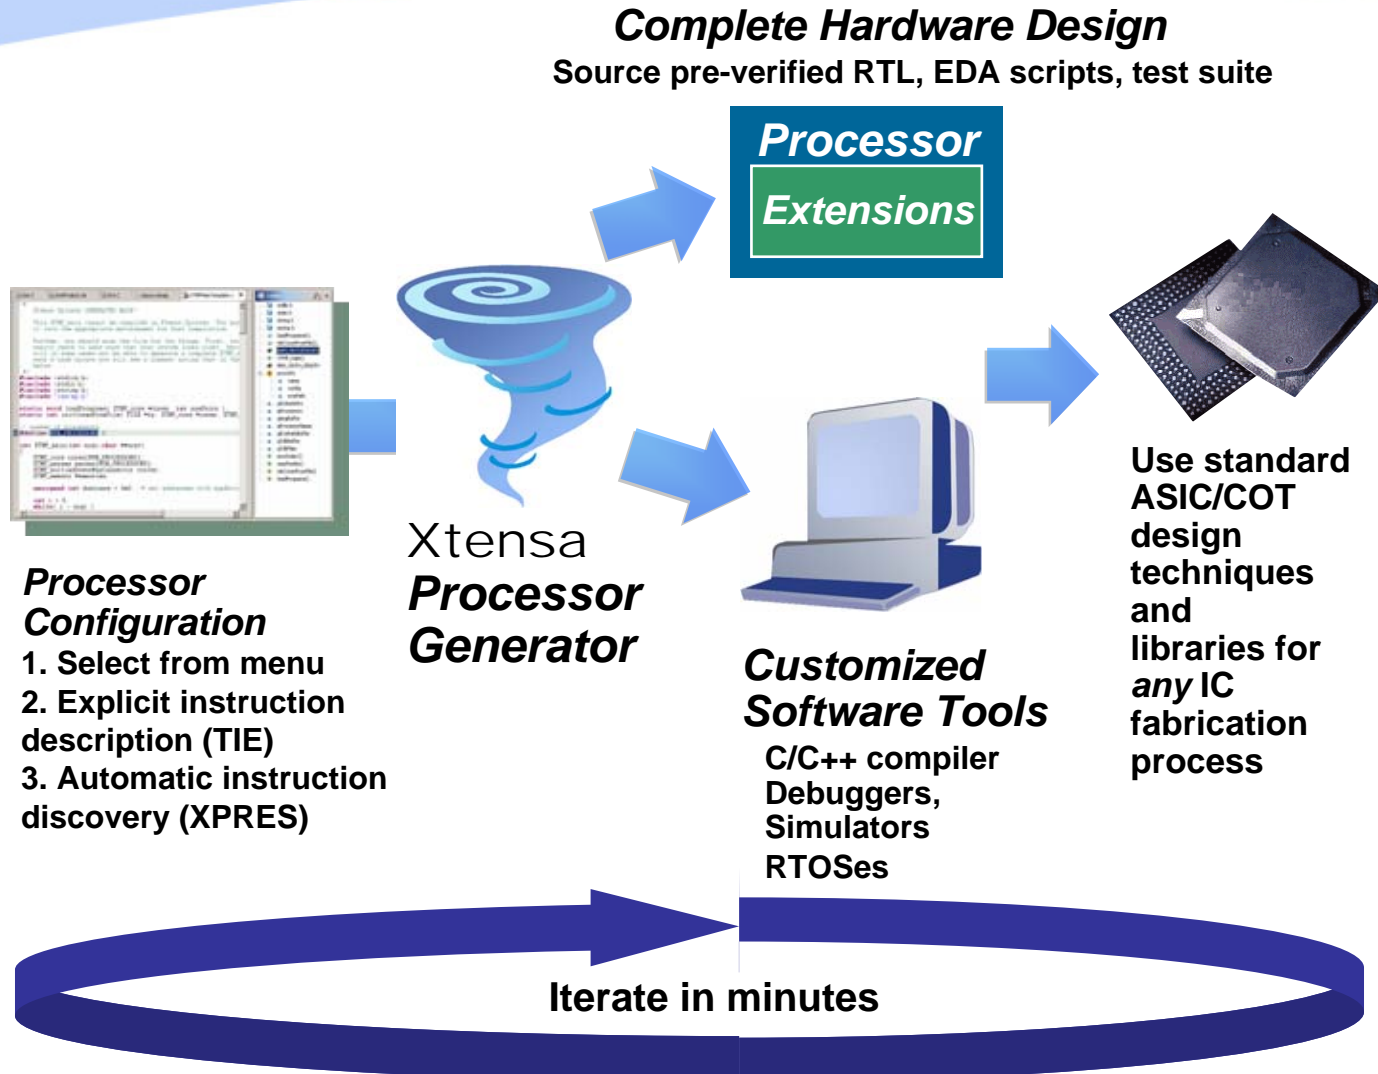 Complete Hardware Design
Source pre-verified RTL, EDA scripts, test suite
Processor
Extensions
Xtensa
Processor
Generator
Processor
Configuration
1. Select from menu
2. Explicit instruction
description (TIE)
3. Automatic instruction
discovery (XPRES)
Customized
Software Tools
C/C++ compiler
Debuggers,
Simulators
RTOSes
Use standard
ASIC/COT
design
techniques
and
libraries for
any IC
fabrication
process
Iterate in minutes